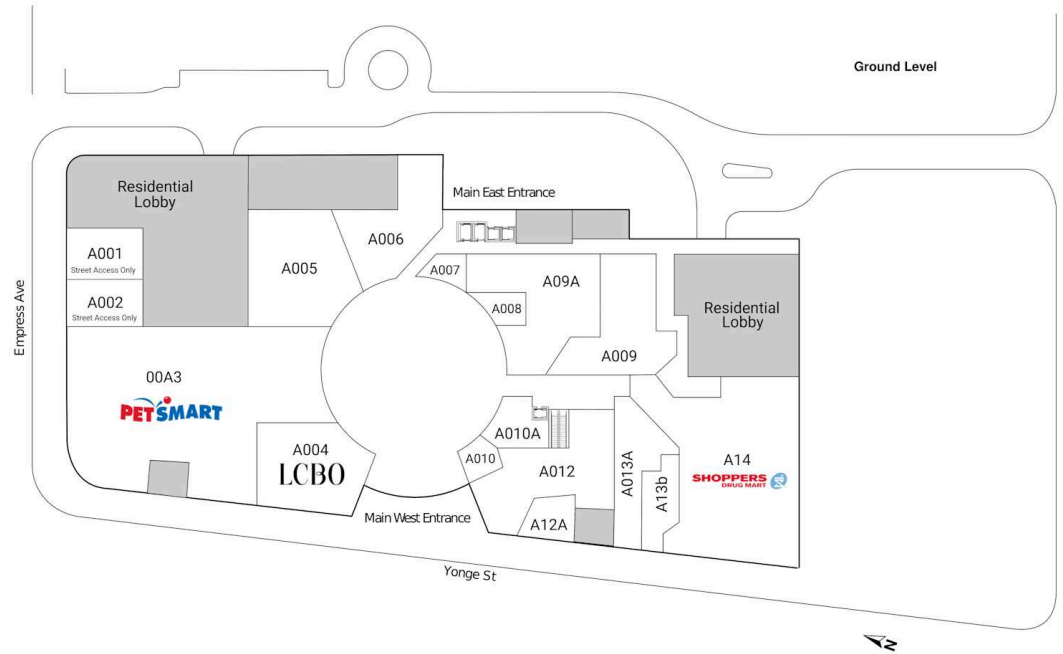 Ground Level
Residential
Lobby
Main East Entrance
A006
A001
Street Access Only
A005
A007
A09A
A002
Street Access Only
A008
Residential
Lobby
Empress Ave
A009
00A3
PETSMART
A004
LCBO
A010A
A010
A012
A013A
A13b
A14
SHOPPERS
DRUG MART
Main West Entrance
A12A
Yonge St
N